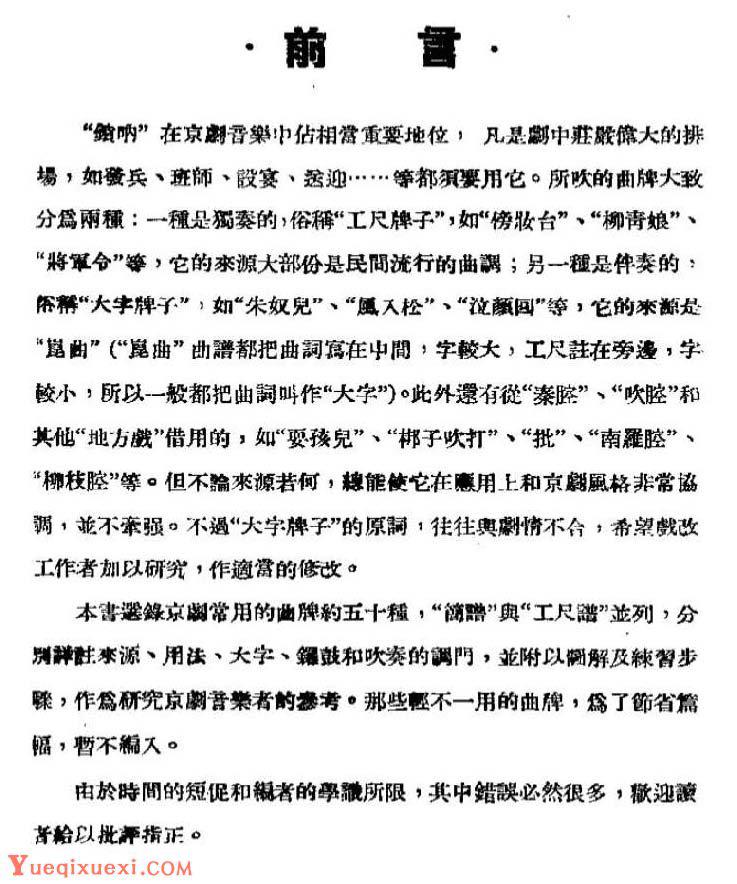 ·前 言·
“鎖吶”在京劇音樂中佔相當重要地位，凡是劇中莊嚴偉大的排
場，如發兵、班師、設宴、送迎……等都須要用它。所吹的曲牌大致
分爲兩種：一種是獨奏的，俗稱“工尺牌子”，如“傍妝台”、“柳靑娘”、
“將軍令”等，它的來源大部份是民間流行的曲調；另一種是伴奏的，
俗稱“大字牌子”，如“朱奴兒”、“風入松”、“泣顏回”等，它的來源是
“崑曲”（“崑曲”曲譜都把曲詞寫在中間，字較大，工尺註在旁邊，字
較小，所以一般都把曲詞叫作“大字”）。此外還有從“秦腔”、“吹腔”和
其他“地方戲”借用的，如“耍孩兒”、“梆子吹打”、“批”、“南羅腔”、
“柳枝腔”等。但不論來源若何，總能使它在應用上和京劇風格非常協
調，並不牽强。不過“大字牌子”的原詞，往往與劇情不合，希望戲改
工作者加以研究，作適當的修改。
本書選錄京劇常用的曲牌約五十種，“簡譜”與“工尺譜”並列，分
別詳註來源、用法、大字、鑼鼓和吹奏的調門，並附以圖解及練習步
驟，作爲研究京劇音樂者的參考。那些輕不一用的曲牌，爲了節省篇
幅，暫不編入。
由於時間的短促和編者的學識所限，其中錯誤必然很多，歡迎讀
者給以批評指正。
Yueqixuexi.com